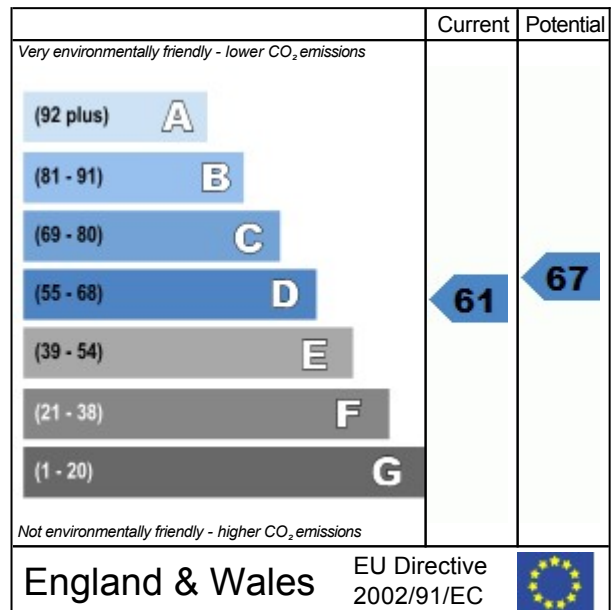 Current Potential
Very environmentally friendly - lower CO₂ emissions
(92 plus) A
(81 - 91) B
(69 - 80) C
(55 - 68) D
61
67
(39 - 54) E
(21 - 38) F
(1 - 20) G
Not environmentally friendly - higher CO₂ emissions
England & Wales
EU Directive
2002/91/EC